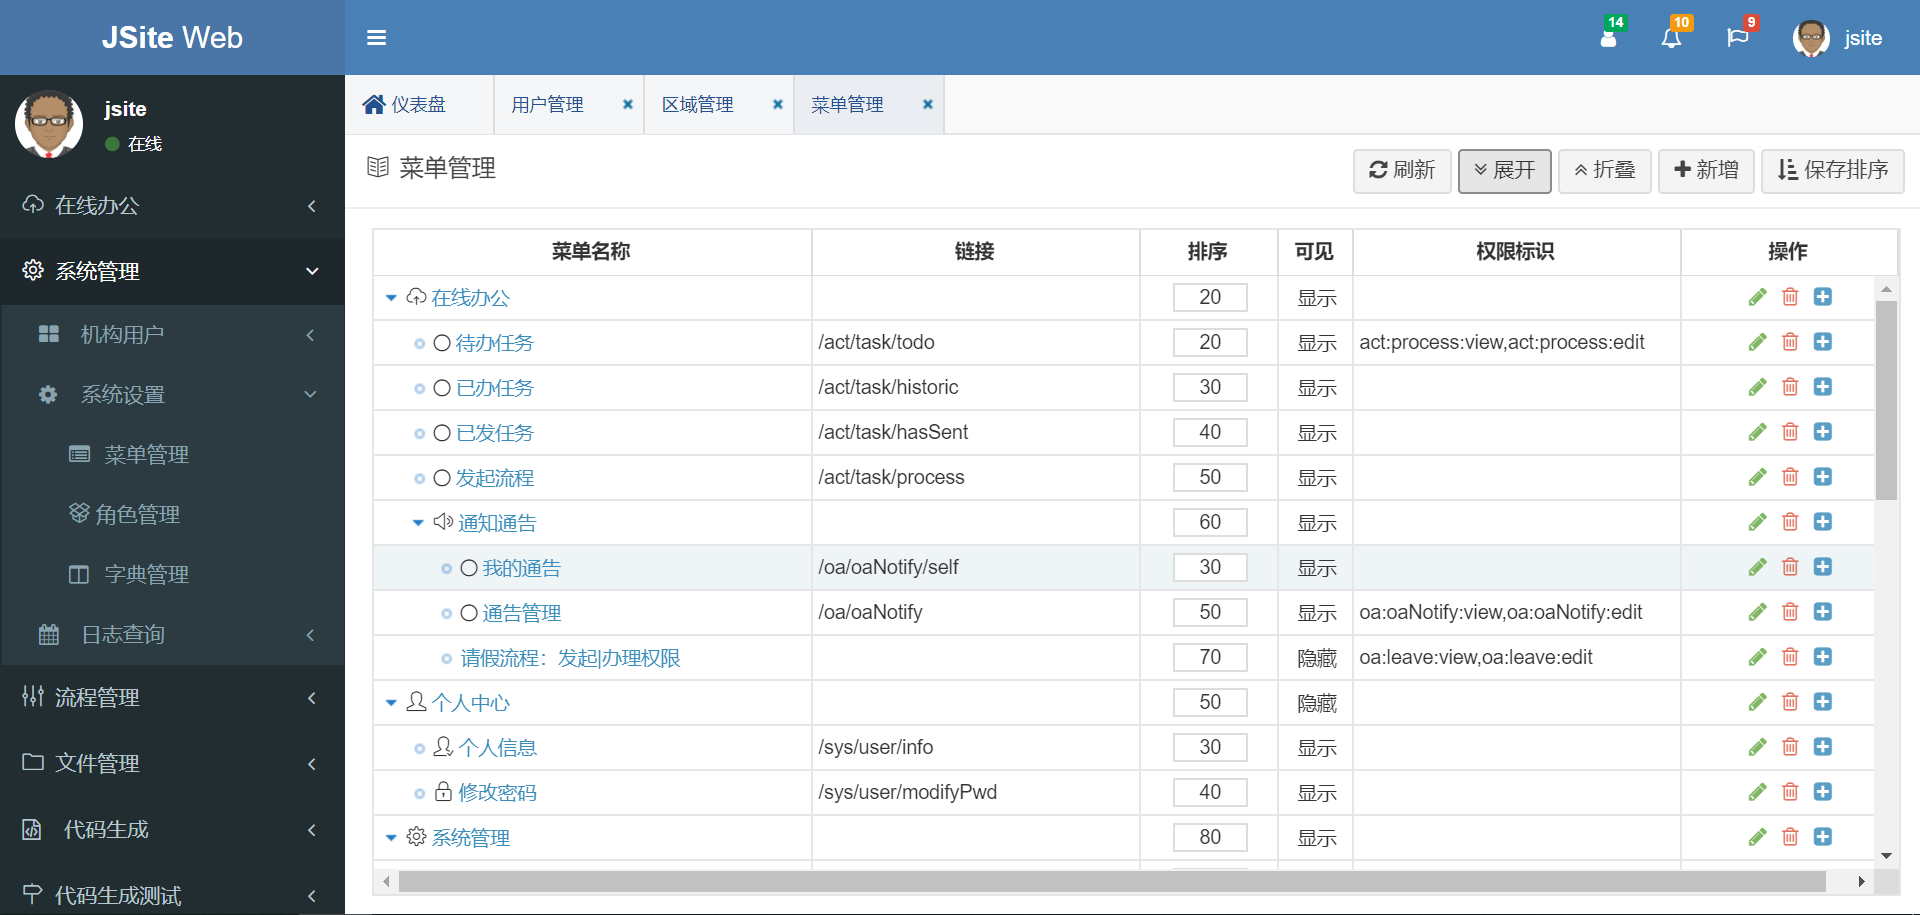 JSite Web
14
10
9
jsite
jsite
在线
仪表盘
用户管理
区域管理
菜单管理
在线办公
系统管理
机构用户
系统设置
菜单管理
角色管理
字典管理
日志查询
流程管理
文件管理
代码生成
代码生成测试
菜单管理
刷新
展开
折叠
新增
保存排序
菜单名称 链接 排序 可见 权限标识 操作
在线办公 20 显示
待办任务 /act/task/todo 20 显示 act:process:view,act:process:edit
已办任务 /act/task/historic 30 显示
已发任务 /act/task/hasSent 40 显示
发起流程 /act/task/process 50 显示
通知通告 60 显示
我的通告 /oa/oaNotify/self 30 显示
通告管理 /oa/oaNotify 50 显示 oa:oaNotify:view,oa:oaNotify:edit
请假流程：发起|办理权限 70 隐藏 oa:leave:view,oa:leave:edit
个人中心 50 隐藏
个人信息 /sys/user/info 30 显示
修改密码 /sys/user/modifyPwd 40 显示
系统管理 80 显示